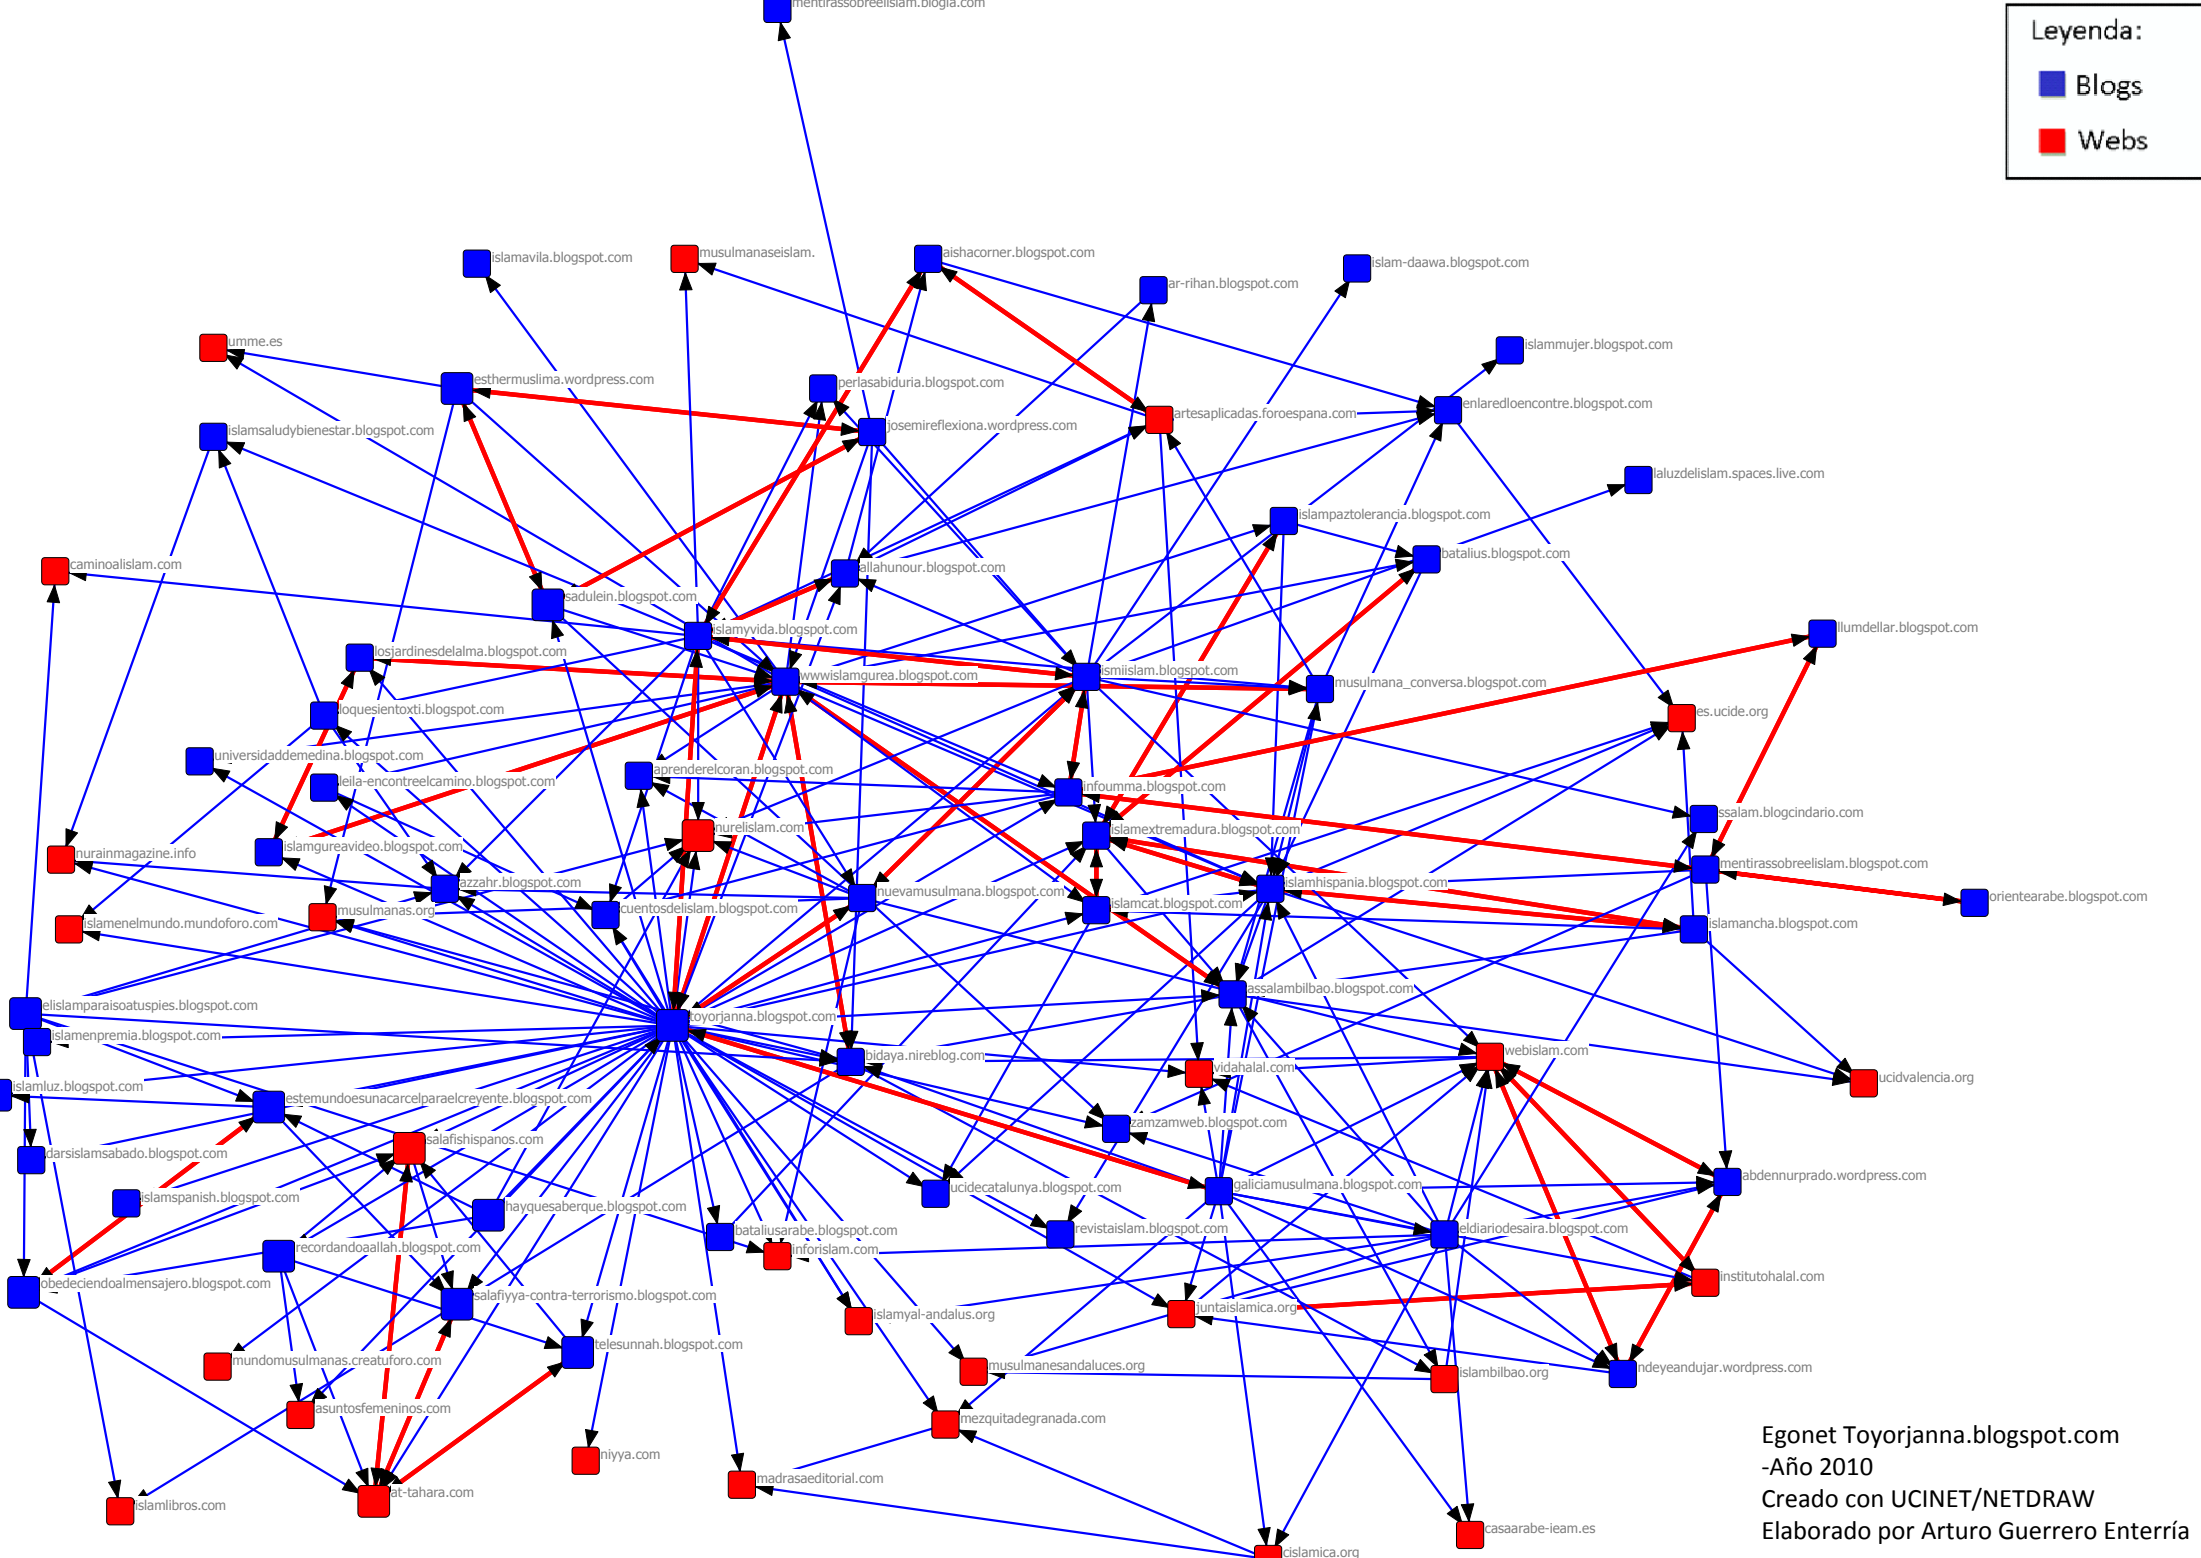 mentirassobreelislam.blogia.com
Leyenda:
Blogs
Webs
islamavila.blogspot.com
musulmanaseislam.
aishacorner.blogspot.com
islam-daawa.blogspot.com
ar-rihan.blogspot.com
umme.es
islammujer.blogspot.com
esthermuslima.wordpress.com
perlasabiduria.blogspot.com
enlaredloencontre.blogspot.com
artesaplicadas.foroespana.com
josemireflexiona.wordpress.com
islamsaludybienestar.blogspot.com
laluzdelislam.spaces.live.com
islampaztolerancia.blogspot.com
batalius.blogspot.com
caminoalislam.com
allahunour.blogspot.com
sadulein.blogspot.com
islamyvida.blogspot.com
llumdellar.blogspot.com
losjardinesdelalma.blogspot.com
wwwislamgurea.blogspot.com
ismiislam.blogspot.com
musulmana_conversa.blogspot.com
loquesientoxti.blogspot.com
es.ucide.org
universidaddemedina.blogspot.com
aprenderelcoran.blogspot.com
leila-encontreelcamino.blogspot.com
infoumma.blogspot.com
ssalam.blogcindario.com
nurelislam.com
islamextremadura.blogspot.com
islamgureavideo.blogspot.com
nurainmagazine.info
mentirassobreelislam.blogspot.com
azzahr.blogspot.com
nuevamusulmana.blogspot.com
islamhispania.blogspot.com
orientearabe.blogspot.com
musulmanas.org
cuentosdelislam.blogspot.com
islamcat.blogspot.com
islamenelmundo.mundoforo.com
islamancha.blogspot.com
assalambilbao.blogspot.com
elislamparaisoatuspies.blogspot.com
toyorjanna.blogspot.com
islamenpremia.blogspot.com
bidaya.nireblog.com
webislam.com
vidahalal.com
ucidvalencia.org
islamluz.blogspot.com
estemundoesunacarcelparaelcreyente.blogspot.com
zamzamweb.blogspot.com
salafishispanos.com
darsislamsabado.blogspot.com
abdennurprado.wordpress.com
ucidecatalunya.blogspot.com
galiciamusulmana.blogspot.com
islamspanish.blogspot.com
hayquesaberque.blogspot.com
bataliusarabe.blogspot.com
revistaislam.blogspot.com
eldiariodesaira.blogspot.com
recordandoaallah.blogspot.com
inforislam.com
obedeciendoalmensajero.blogspot.com
institutohalal.com
salafiyya-contra-terrorismo.blogspot.com
islamyal-andalus.org
juntaislamica.org
telesunnah.blogspot.com
mundomusulmanas.creatuforo.com
musulmanesandaluces.org
islambilbao.org
ndeyeandujar.wordpress.com
asuntosfemeninos.com
mezquitadegranada.com
niyya.com
madrasaeditorial.com
at-tahara.com
islamlibros.com
casaarabe-ieam.es
cislamica.org
Egonet Toyorjanna.blogspot.com
-Año 2010
Creado con UCINET/NETDRAW
Elaborado por Arturo Guerrero Enterría